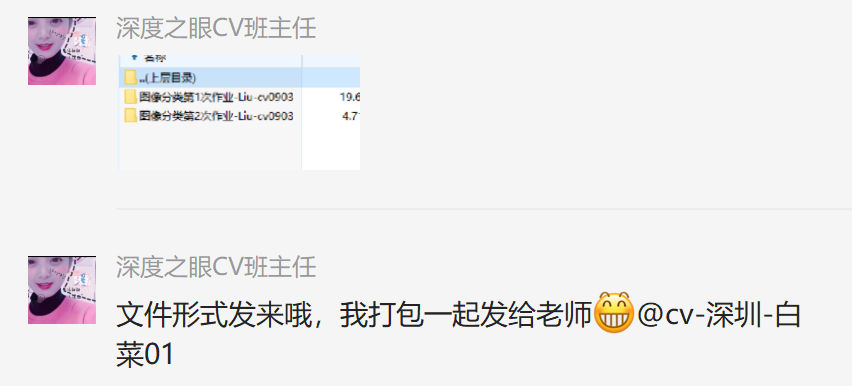 深度之眼CV班主任
名称
..(上层目录)
图像分类第1次作业-Liu-cv0903 19.6
图像分类第2次作业-Liu-cv0903 4.7
深度之眼CV班主任
文件形式发来哦，我打包一起发给老师😁@cv-深圳-白
菜01